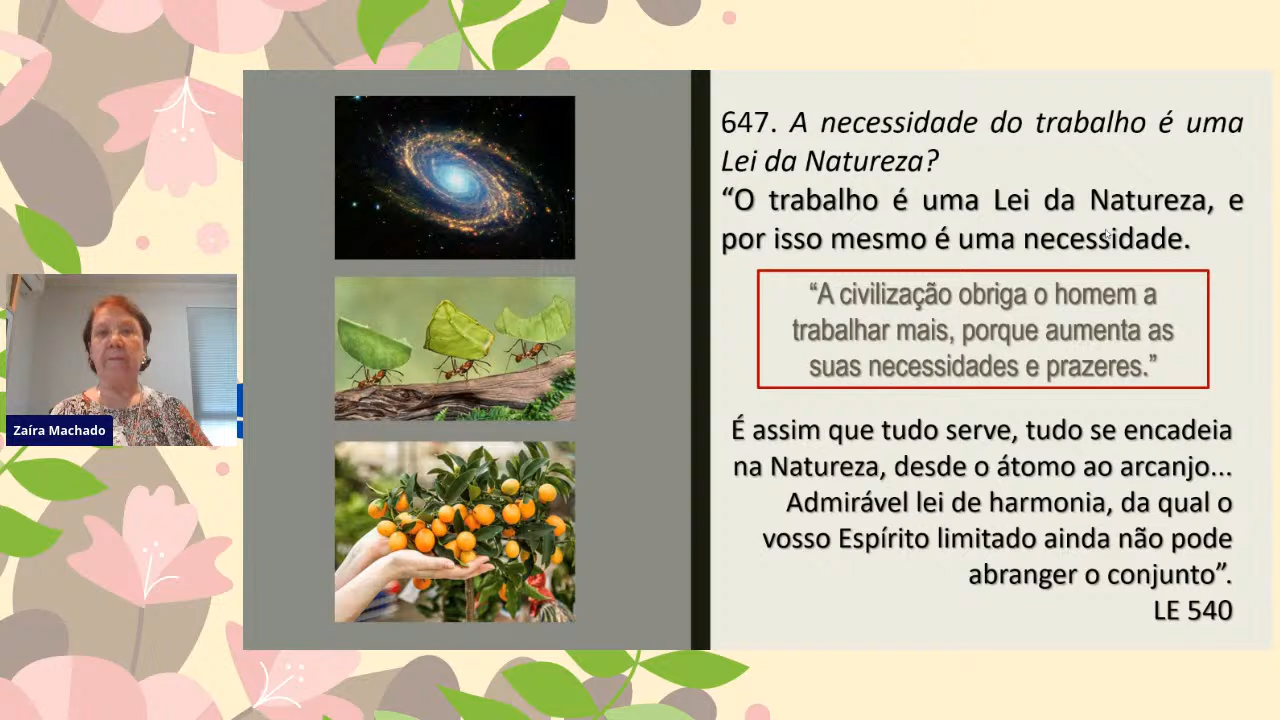 647. A necessidade do trabalho é uma
Lei da Natureza?
“O trabalho é uma Lei da Natureza, e
por isso mesmo é uma necessidade.
“A civilização obriga o homem a
trabalhar mais, porque aumenta as
suas necessidades e prazeres.”
É assim que tudo serve, tudo se encadeia
na Natureza, desde o átomo ao arcanjo...
Admirável lei de harmonia, da qual o
vosso Espírito limitado ainda não pode
abranger o conjunto”.
LE 540
Zaíra Machado